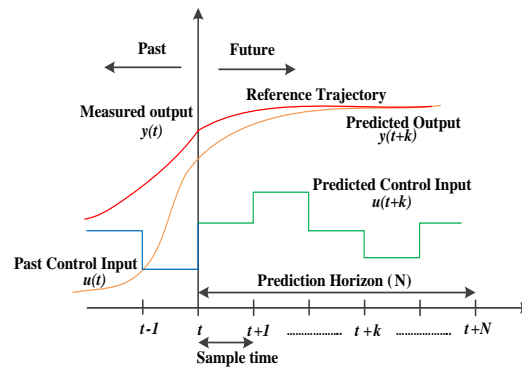 Past
Future
Reference Trajectory
Measured output
y(t)
Predicted Output
y(t+k)
Predicted Control Input
u(t+k)
Past Control Input
u(t)
Prediction Horizon (N)
t-1 t t+1 .................... t+k .................... t+N
Sample time